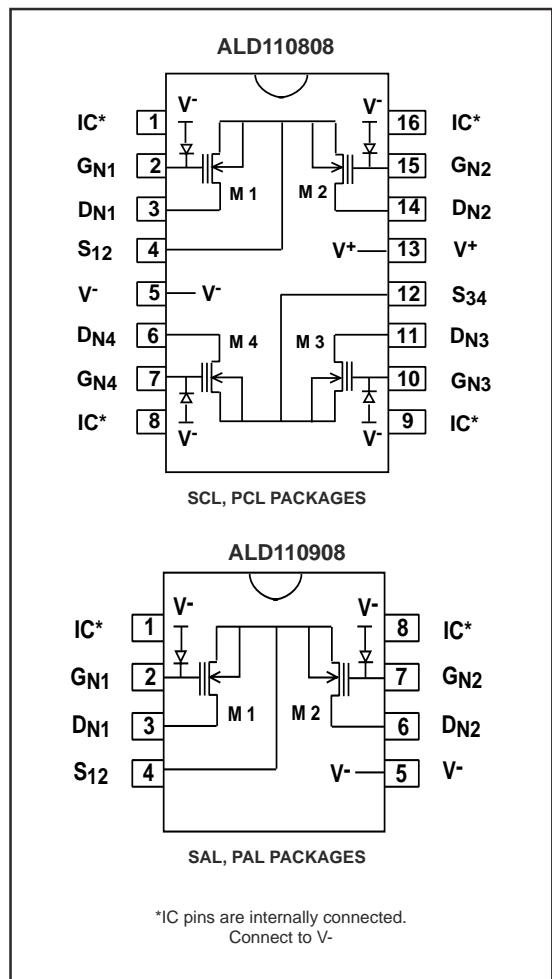 ALD110808
IC* 1 V- V- 16 IC*
GN1 2 15 GN2
M 1 M 2
DN1 3 14 DN2
S12 4 V+ 13 V+
V- 5 V- 12 S34
DN4 6 M 4 M 3 11 DN3
GN4 7 10 GN3
IC* 8 V- V- 9 IC*
SCL, PCL PACKAGES
ALD110908
IC* 1 V- V- 8 IC*
GN1 2 7 GN2
DN1 3 M 1 M 2 6 DN2
S12 4 V- 5 V-
SAL, PAL PACKAGES
*IC pins are internally connected.
Connect to V-